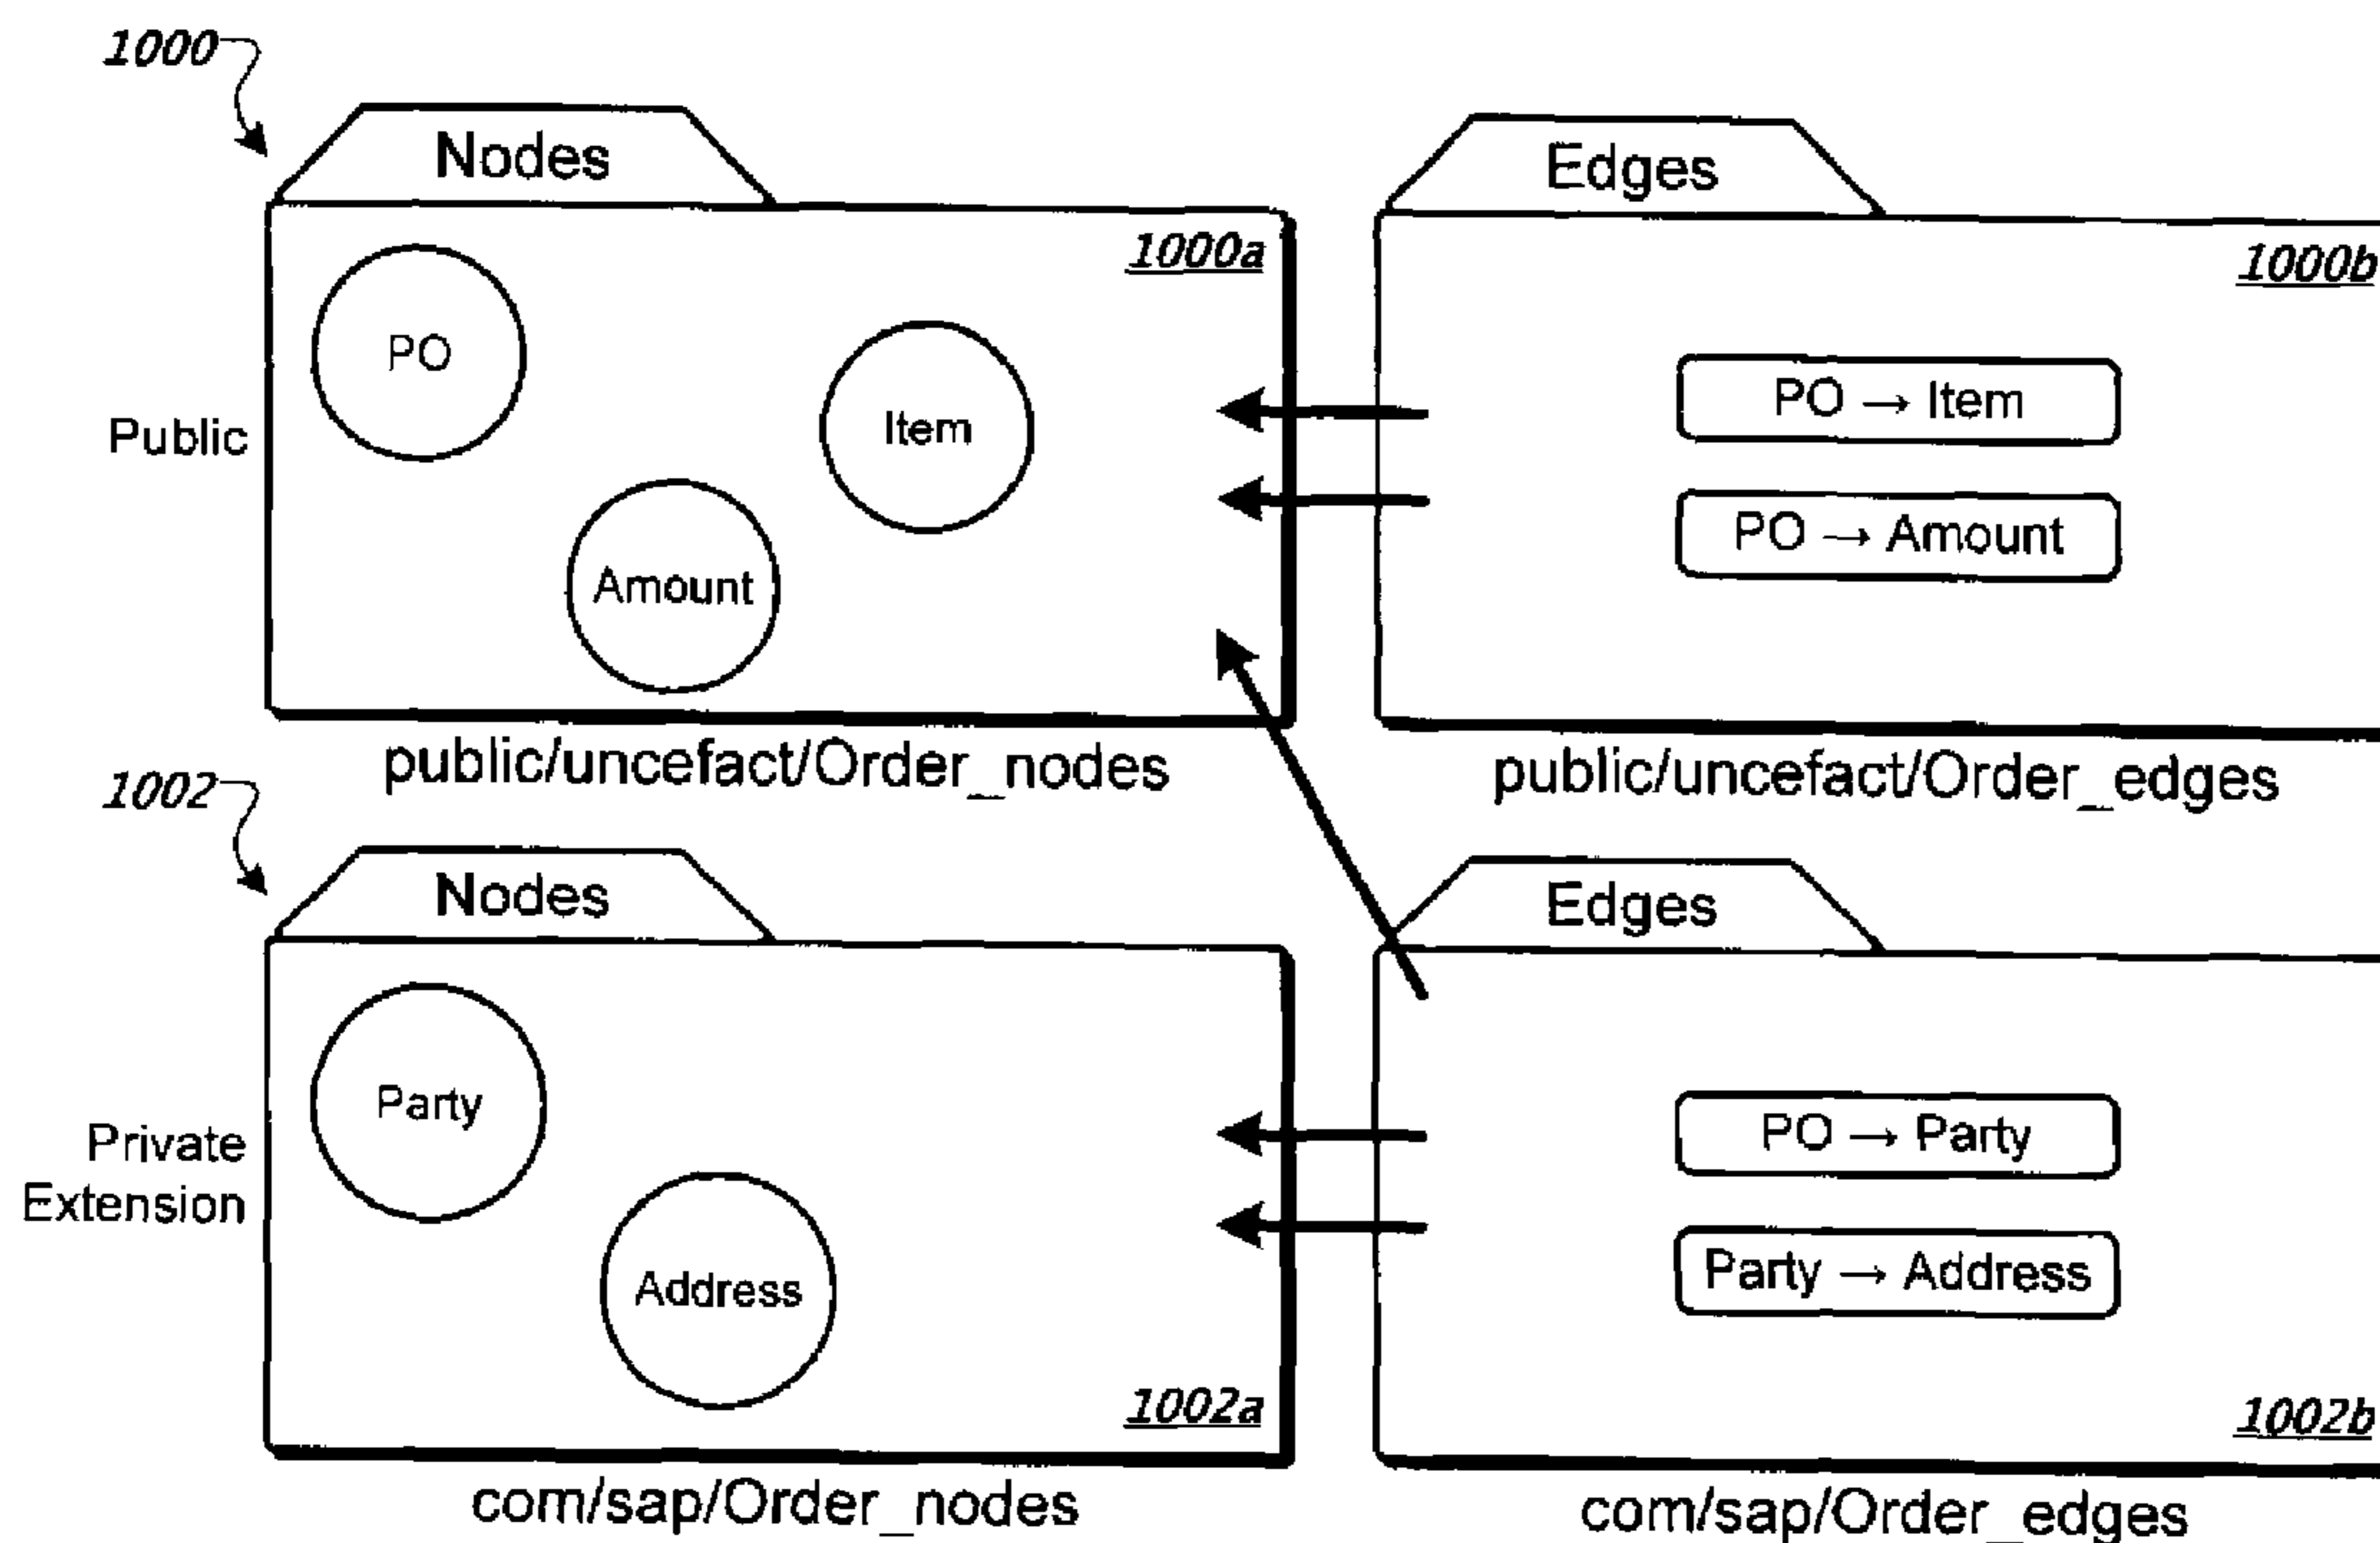 1000
Nodes
Edges
1000a
1000b
PO
Item
Amount
Public
PO → Item
PO → Amount
public/uncefact/Order_nodes
public/uncefact/Order_edges
1002
Nodes
Edges
Party
Address
Private
Extension
PO → Party
Party → Address
1002a
1002b
com/sap/Order_nodes
com/sap/Order_edges